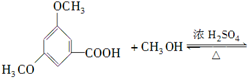 OCH₃
COOH +CH₃OH 浓 H₂SO₄
H₃CO △